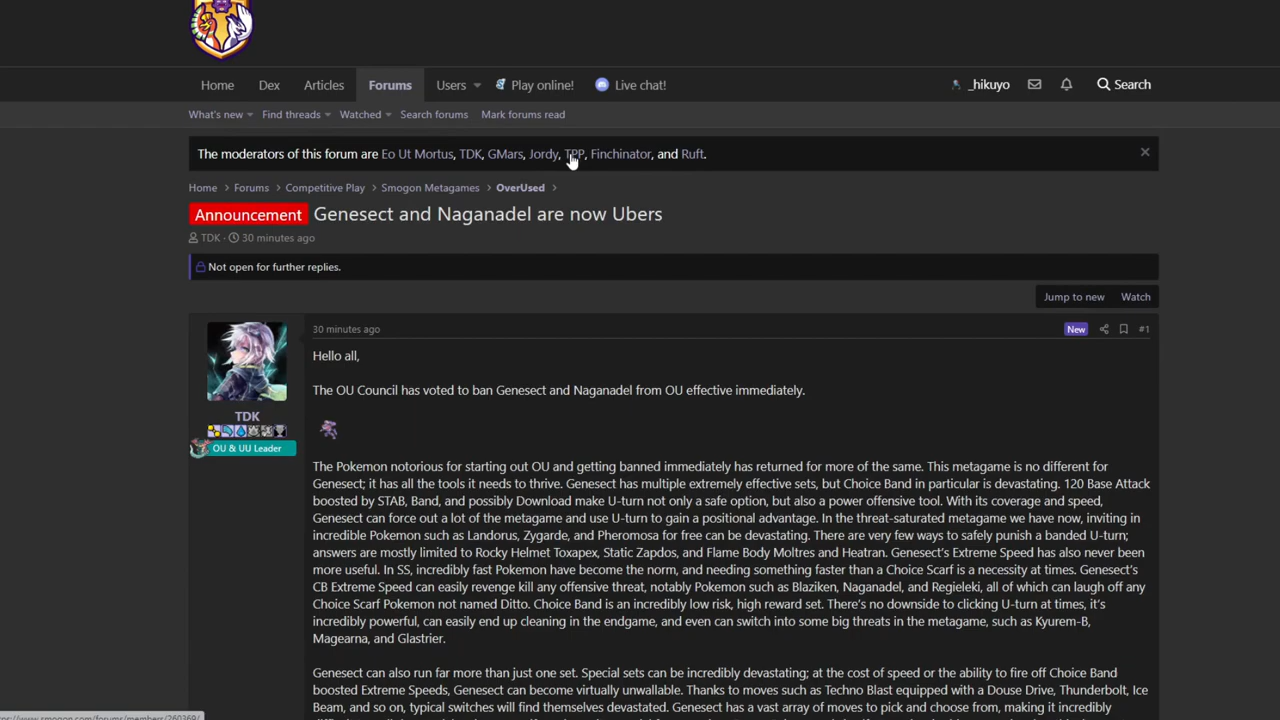 Home Dex Articles Forums Users Play online! Live chat! _hikuyo Search
What's new Find threads Watched Search forums Mark forums read
The moderators of this forum are Eo Ut Mortus, TDK, GMars, Jordy, TPP, Finchinator, and Ruft.
Home Forums Competitive Play Smogon Metagames OverUsed
Announcement Genesect and Naganadel are now Ubers
TDK · 30 minutes ago
Not open for further replies.
Jump to new Watch
30 minutes ago New #1
Hello all,
The OU Council has voted to ban Genesect and Naganadel from OU effective immediately.
TDK
OU & UU Leader
The Pokemon notorious for starting out OU and getting banned immediately has returned for more of the same. This metagame is no different for
Genesect; it has all the tools it needs to thrive. Genesect has multiple extremely effective sets, but Choice Band in particular is devastating. 120 Base Attack
boosted by STAB, Band, and possibly Download make U-turn not only a safe option, but also a power offensive tool. With its coverage and speed,
Genesect can force out a lot of the metagame and use U-turn to gain a positional advantage. In the threat-saturated metagame we have now, inviting in
incredible Pokemon such as Landorus, Zygarde, and Pheromosa for free can be devastating. There are very few ways to safely punish a banded U-turn;
answers are mostly limited to Rocky Helmet Toxapex, Static Zapdos, and Flame Body Moltres and Heatran. Genesect's Extreme Speed has also never been
more useful. In SS, incredibly fast Pokemon have become the norm, and needing something faster than a Choice Scarf is a necessity at times. Genesect's
CB Extreme Speed can easily revenge kill any offensive threat, notably Pokemon such as Blaziken, Naganadel, and Regieleki, all of which can laugh off any
Choice Scarf Pokemon not named Ditto. Choice Band is an incredibly low risk, high reward set. There's no downside to clicking U-turn at times, it's
incredibly powerful, can easily end up cleaning in the endgame, and even can switch into some big threats in the metagame, such as Kyurem-B,
Magearna, and Glastrier.
Genesect can also run far more than just one set. Special sets can be incredibly devastating; at the cost of speed or the ability to fire off Choice Band
boosted Extreme Speeds, Genesect can become virtually unwallable. Thanks to moves such as Techno Blast equipped with a Douse Drive, Thunderbolt, Ice
Beam, and so on, typical switches will find themselves devastated. Genesect has a vast array of moves to pick and choose from, making it incredibly